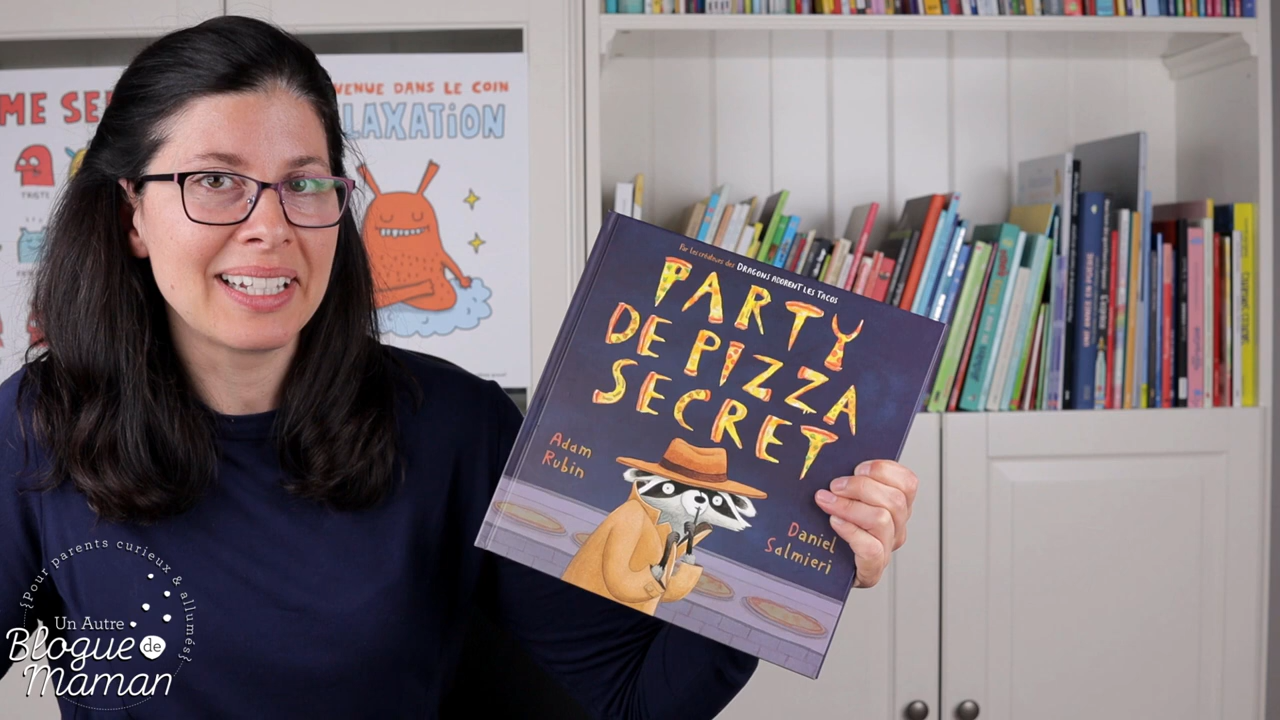 ME SE
VENUE DANS LE COIN
LAXATION
TRISTE
Par les créateurs des DRAGONS ADORENT LES TACOS
PARTY
DE PIZZA
SECRET
Adam
Rubin
Daniel
Salmieri
{Pour parents curieux & allumés}
Un Autre
Blogue de
Maman